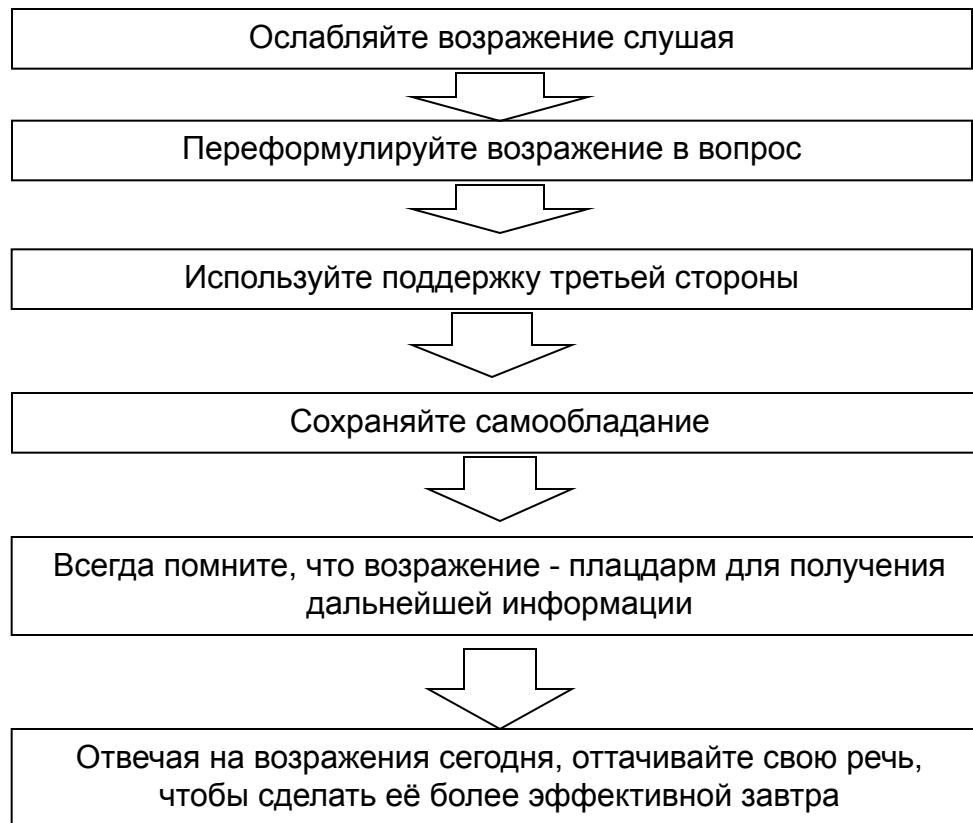 Ослабляйте возражение слушая
Переформулируйте возражение в вопрос
Используйте поддержку третьей стороны
Сохраняйте самообладание
Всегда помните, что возражение - плацдарм для получения
дальнейшей информации
Отвечая на возражения сегодня, оттачивайте свою речь,
чтобы сделать её более эффективной завтра